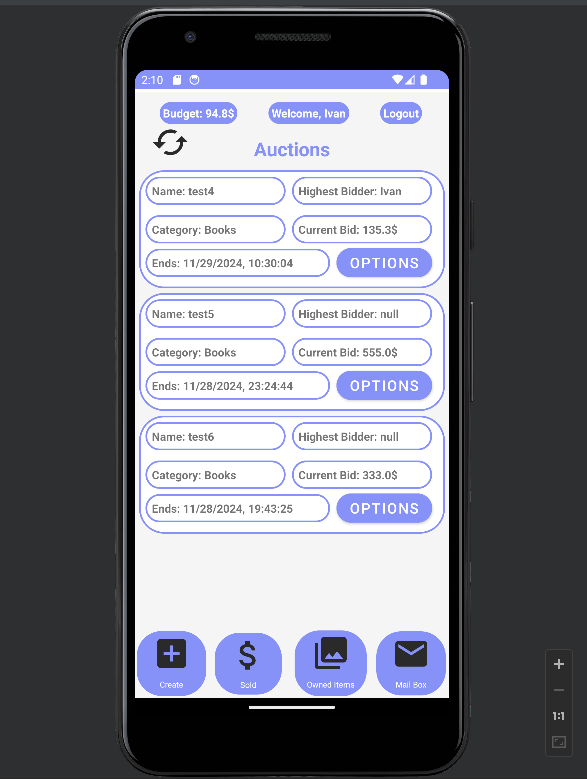 2:10
Budget: 94.8$ Welcome, Ivan Logout
Auctions
Name: test4 Highest Bidder: Ivan
Category: Books Current Bid: 135.3$
Ends: 11/29/2024, 10:30:04 OPTIONS
Name: test5 Highest Bidder: null
Category: Books Current Bid: 555.0$
Ends: 11/28/2024, 23:24:44 OPTIONS
Name: test6 Highest Bidder: null
Category: Books Current Bid: 333.0$
Ends: 11/28/2024, 19:43:25 OPTIONS
Create Sold Owned Items Mail Box
1:1